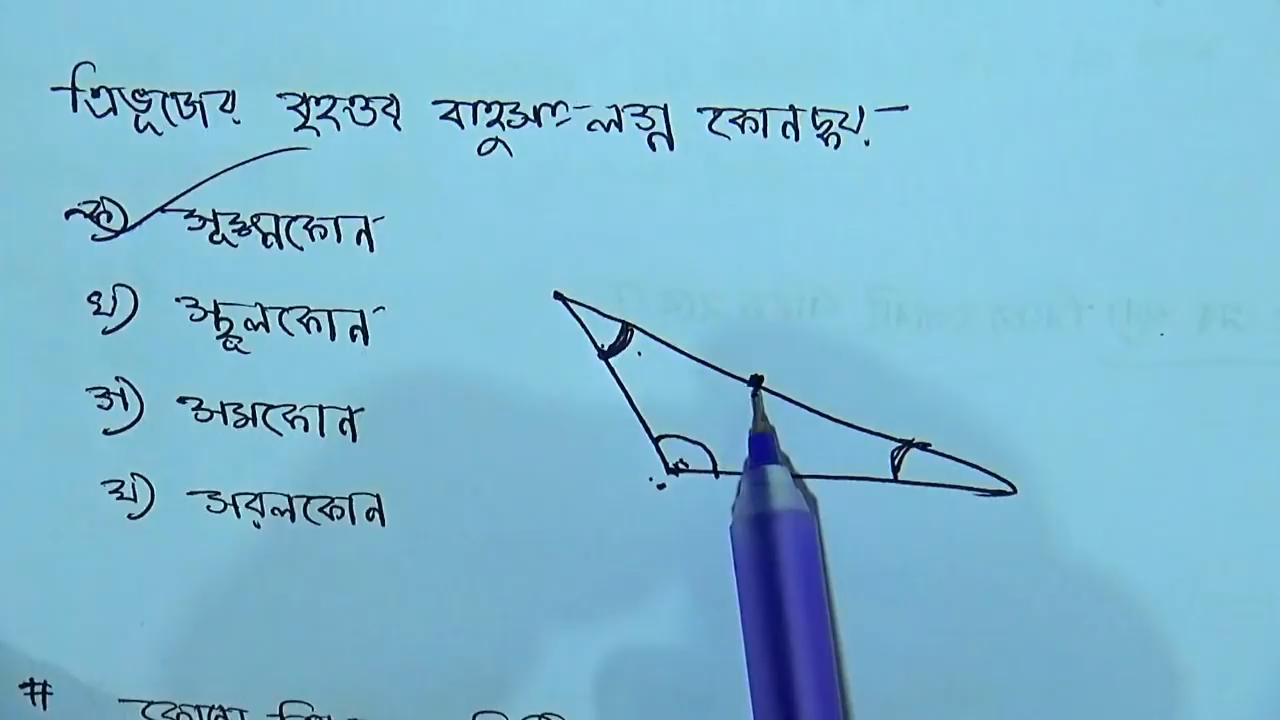 ত্রিভূজের বৃহত্তর বাহুসং-লগ্ন কোনদ্বয়-
ক) সূক্ষ্মকোন
খ) স্থূলকোন
গ) সমকোন
ঘ) সরলকোন
# কোনো